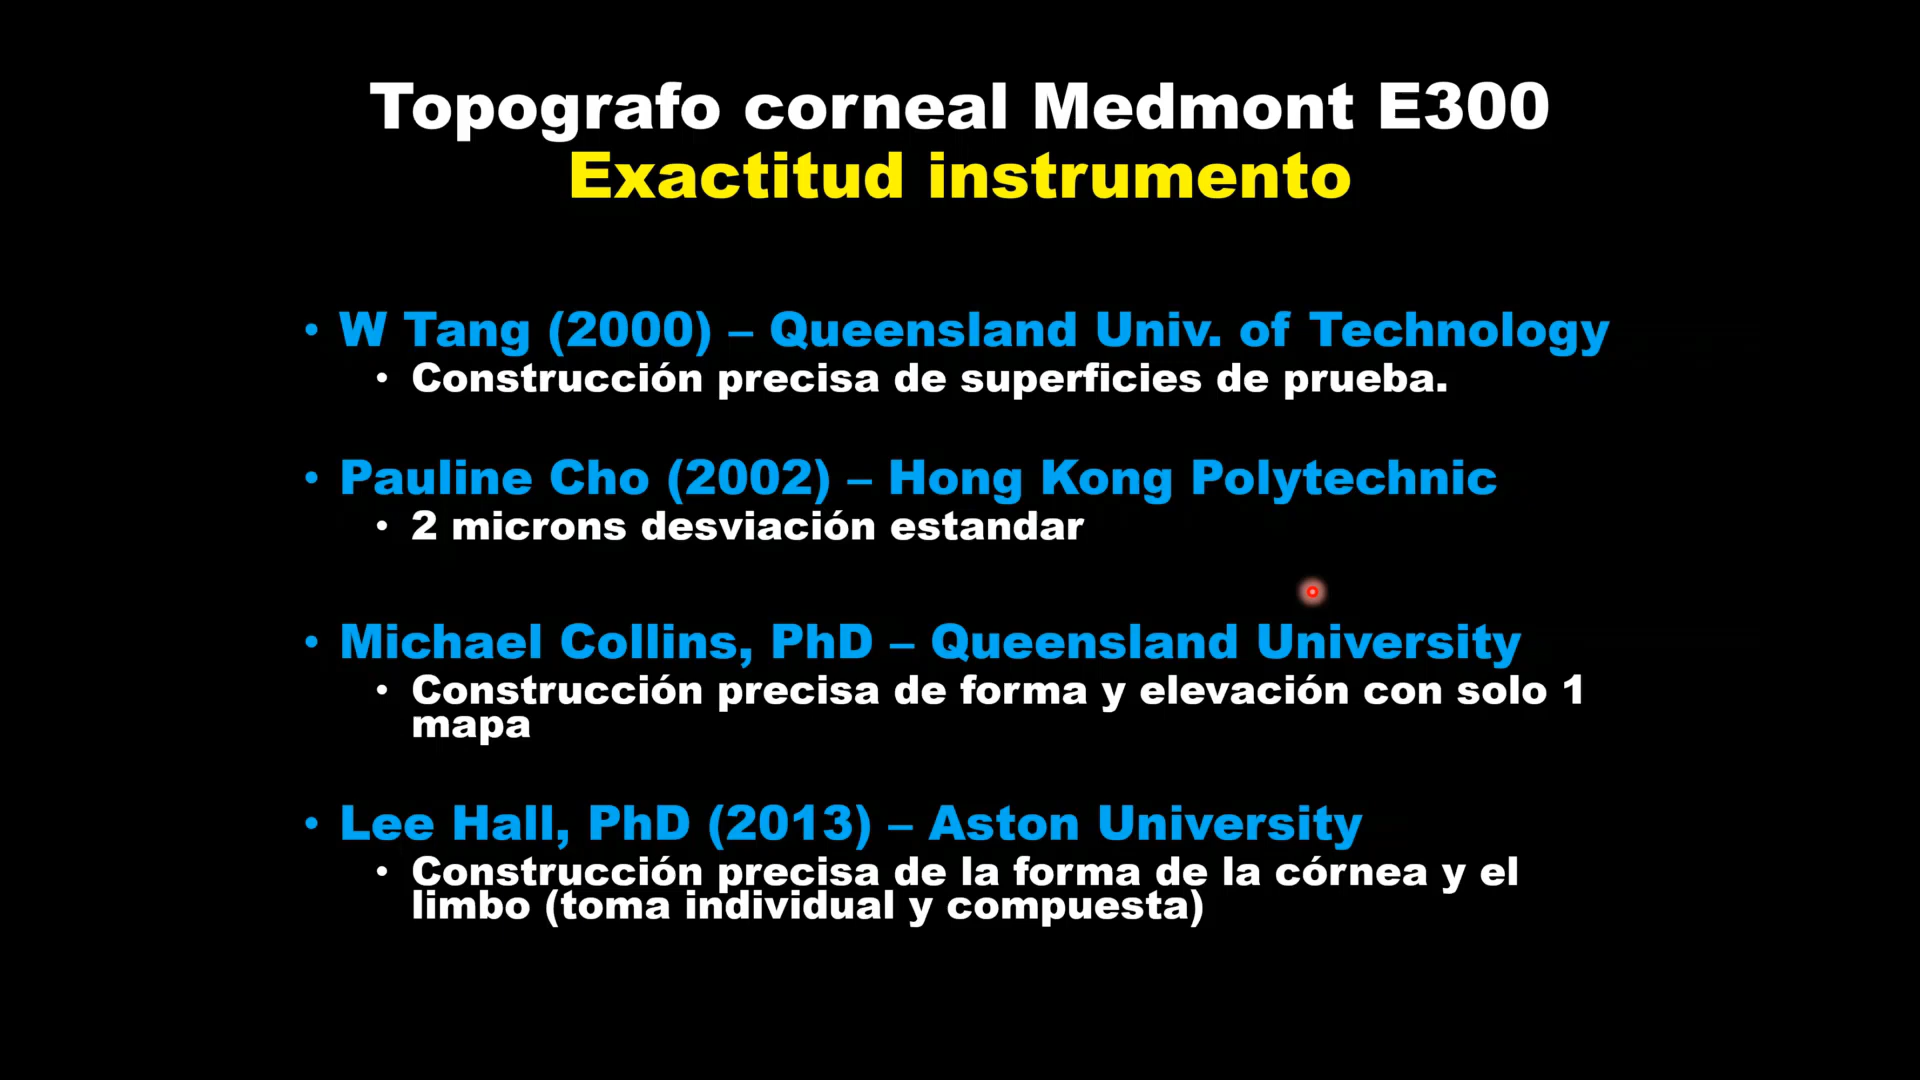 Topografo corneal Medmont E300
Exactitud instrumento
• W Tang (2000) – Queensland Univ. of Technology
• Construcción precisa de superficies de prueba.
• Pauline Cho (2002) – Hong Kong Polytechnic
• 2 microns desviación estandar
• Michael Collins, PhD – Queensland University
• Construcción precisa de forma y elevación con solo 1
mapa
• Lee Hall, PhD (2013) – Aston University
• Construcción precisa de la forma de la córnea y el
limbo (toma individual y compuesta)